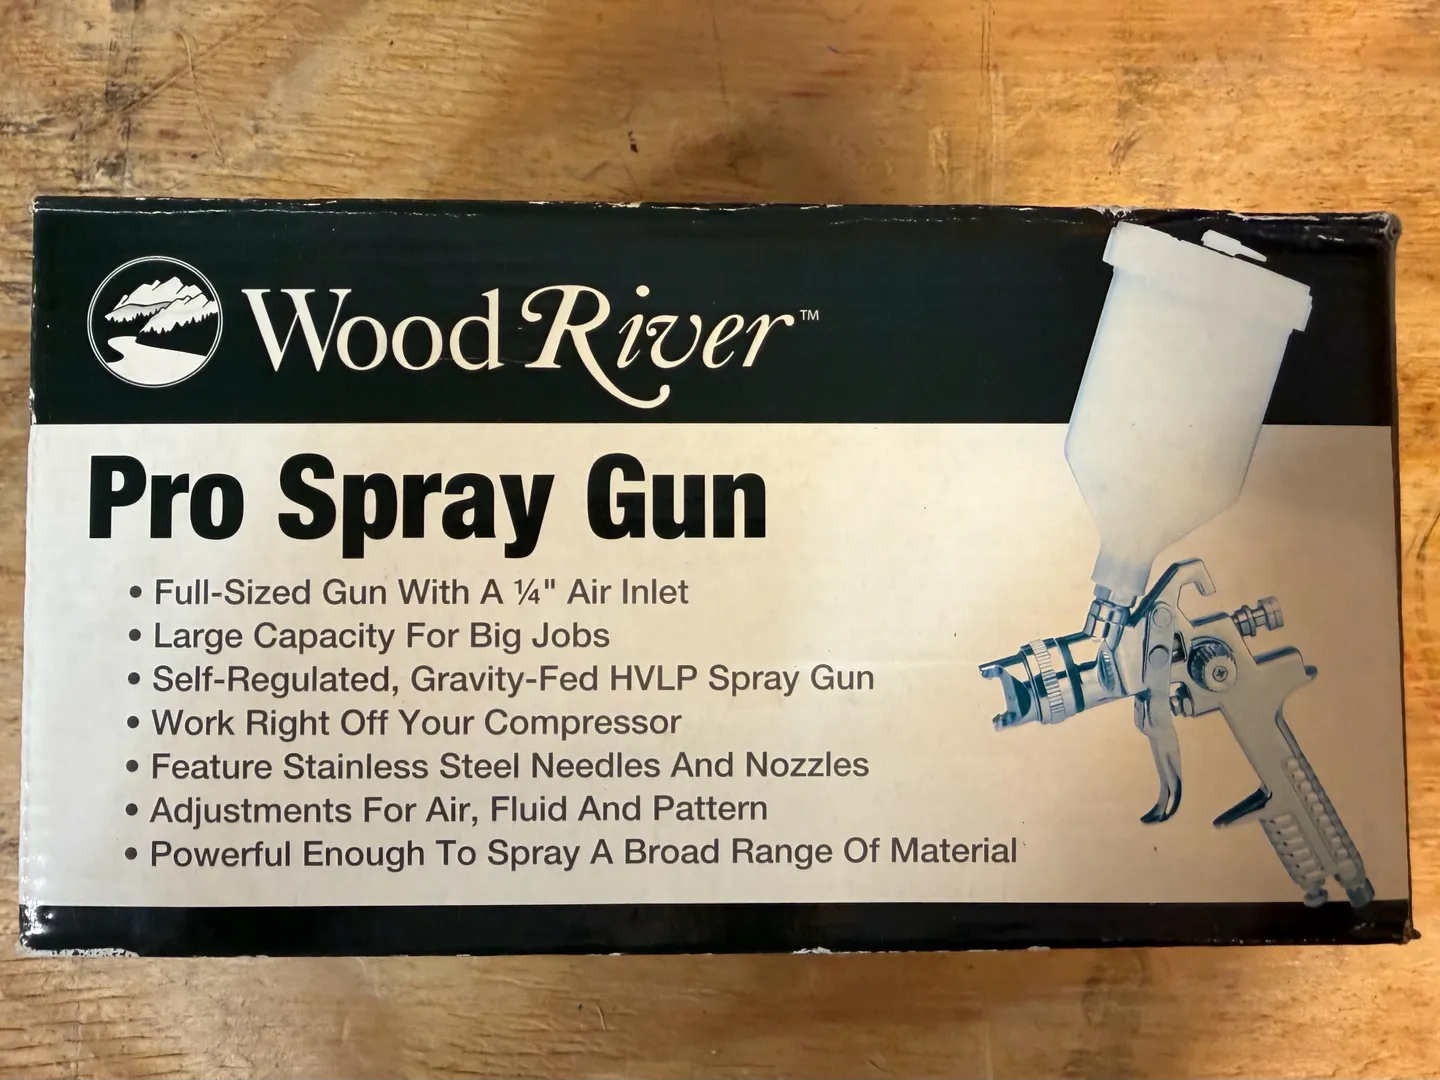 Wood River™
Pro Spray Gun
• Full-Sized Gun With A ¼" Air Inlet
• Large Capacity For Big Jobs
• Self-Regulated, Gravity-Fed HVLP Spray Gun
• Work Right Off Your Compressor
• Feature Stainless Steel Needles And Nozzles
• Adjustments For Air, Fluid And Pattern
• Powerful Enough To Spray A Broad Range Of Material